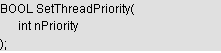 BOOL SetThreadPriority(
int nPriority
);